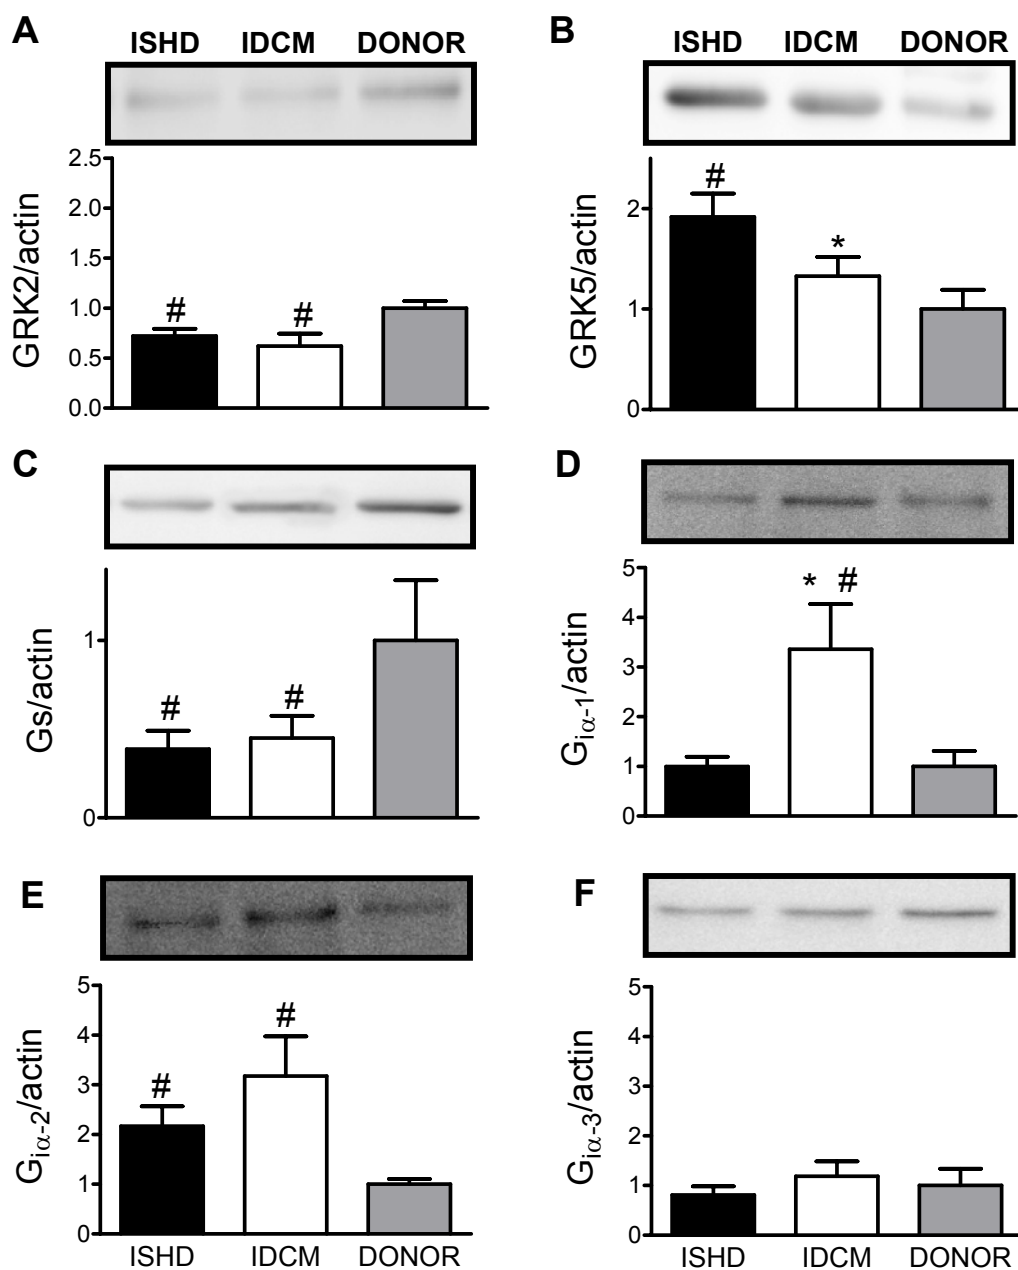 A
ISHD IDCM DONOR
GRK2/actin
2.5
2.0
1.5
1.0
0.5
0.0
# #
B
ISHD IDCM DONOR
GRK5/actin
2
1
0
# *
C
Gs/actin
1
0
# #
D
Giα-1/actin
5
4
3
2
1
0
* #
E
Giα-2/actin
5
4
3
2
1
0
# #
ISHD IDCM DONOR
F
Giα-3/actin
5
4
3
2
1
0
ISHD IDCM DONOR